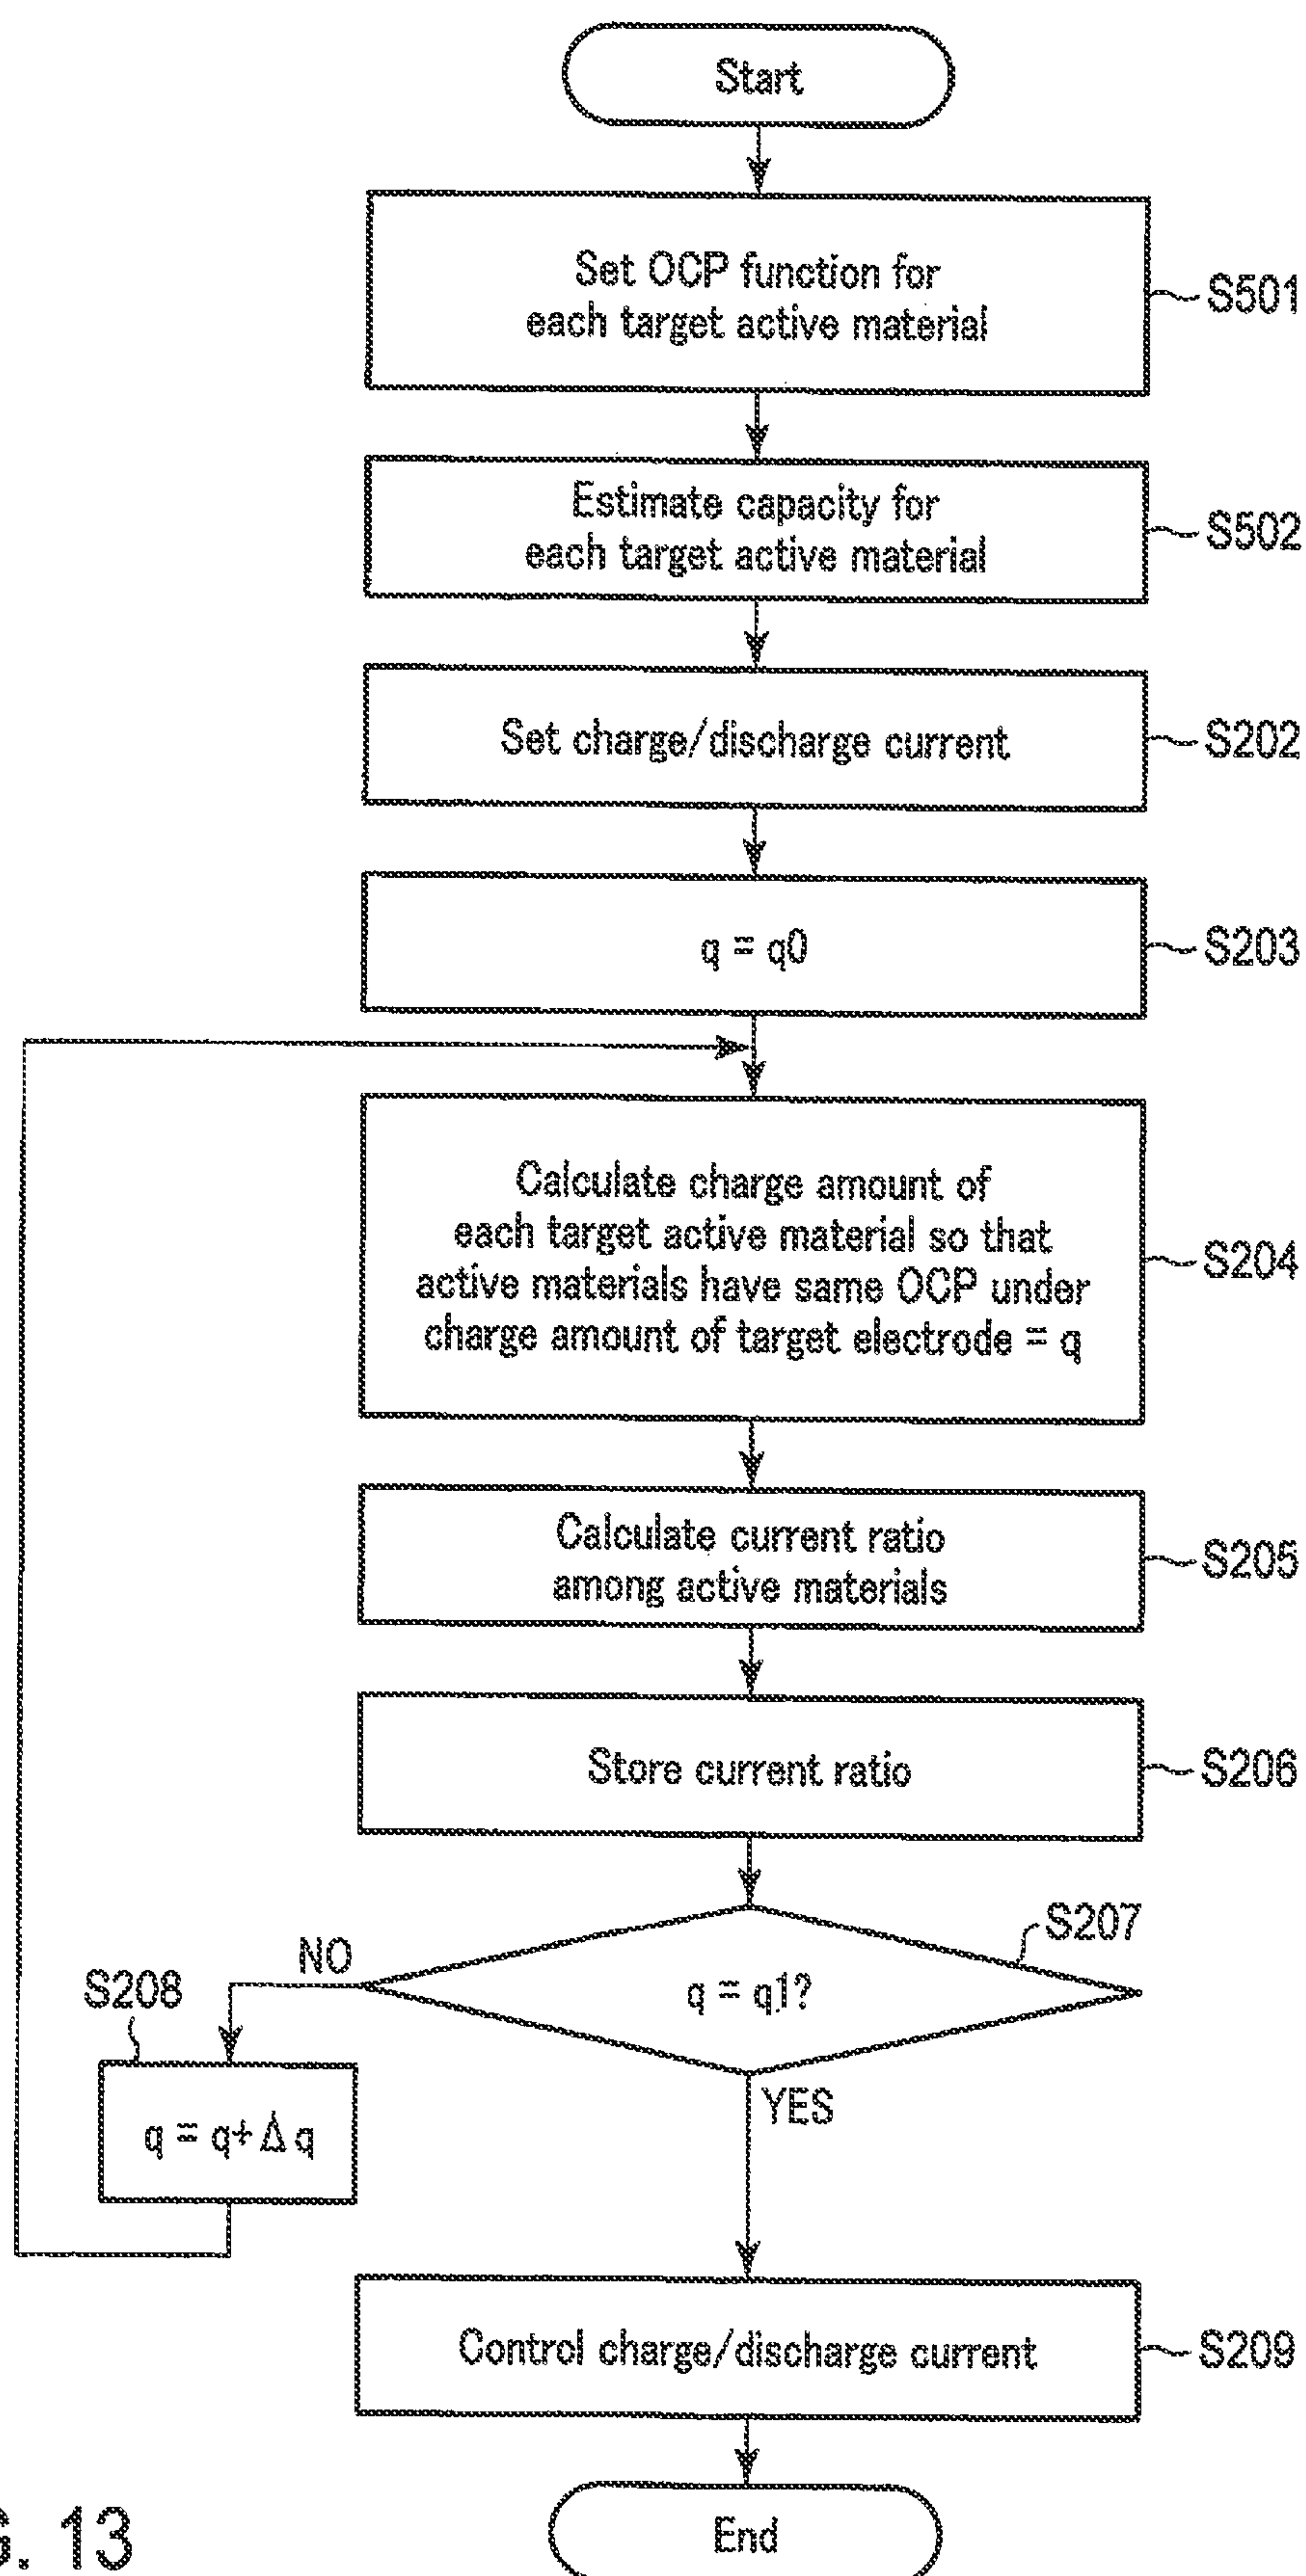 Start
Set OCP function for
each target active material
S501
Estimate capacity for
each target active material
S502
Set charge/discharge current
S202
q = q0
S203
Calculate charge amount of
each target active material so that
active materials have same OCP under
charge amount of target electrode = q
S204
Calculate current ratio
among active materials
S205
Store current ratio
S206
S207
q = q1?
NO
YES
S208
q = q+Δq
Control charge/discharge current
S209
End
G. 13